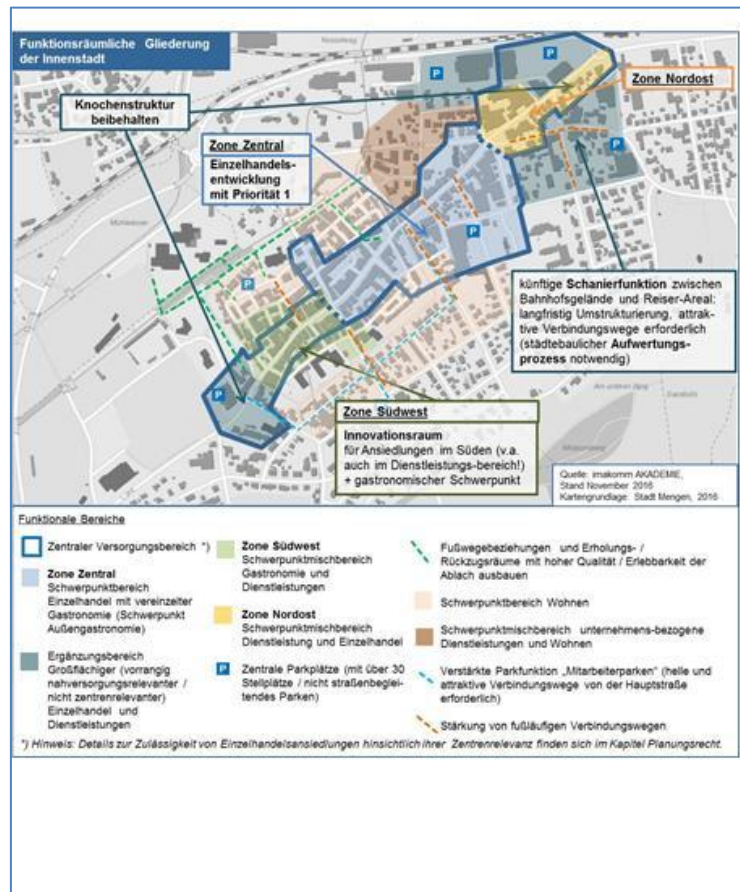 Funktionsräumliche Gliederung
der Innenstadt
Zone Nordost
Knochenstruktur
beibehalten
Zone Zentral
Einzelhandels-
entwicklung
mit Priorität 1
künftige Schanierfunktion zwischen
Bahnhofsgelände und Reiser-Areal:
langfristig Umstrukturierung, attrak-
tive Verbindungswege erforderlich
(städtebaulicher Aufwertungs-
prozess notwendig)
Zone Südwest
Innovationsraum
für Ansiedlungen im Süden (v.a.
auch im Dienstleistungs-bereich!)
+ gastronomischer Schwerpunkt
Quelle: imakomm AKADEMIE,
Stand November 2016
Kartengrundlage: Stadt Mengen, 2016
P
P
P
P
P
P
P
Funktionale Bereiche
Zentraler Versorgungsbereich *)
Zone Zentral
Schwerpunktbereich
Einzelhandel mit vereinzelter
Gastronomie (Schwerpunkt
Außengastronomie)
Ergänzungsbereich
Großflächiger (vorrangig
nahversorgungsrelevanter /
nicht zentrenrelevanter)
Einzelhandel und
Dienstleistungen
Zone Südwest
Schwerpunktmischbereich
Gastronomie und
Dienstleistungen
Zone Nordost
Schwerpunktmischbereich
Dienstleistung und Einzelhandel
P Zentrale Parkplätze (mit über 30
Stellplätze / nicht straßenbeglei-
tendes Parken)
Fußwegebeziehungen und Erholungs- /
Rückzugsräume mit hoher Qualität / Erlebbarkeit der
Ablach ausbauen
Schwerpunktbereich Wohnen
Schwerpunktmischbereich unternehmens-bezogene
Dienstleistungen und Wohnen
Verstärkte Parkfunktion „Mitarbeiterparken" (helle und
attraktive Verbindungswege von der Hauptstraße
erforderlich)
Stärkung von fußläufigen Verbindungswegen
*) Hinweis: Details zur Zulässigkeit von Einzelhandelsansiedlungen hinsichtlich ihrer Zentrenrelevanz finden sich im Kapitel Planungsrecht.